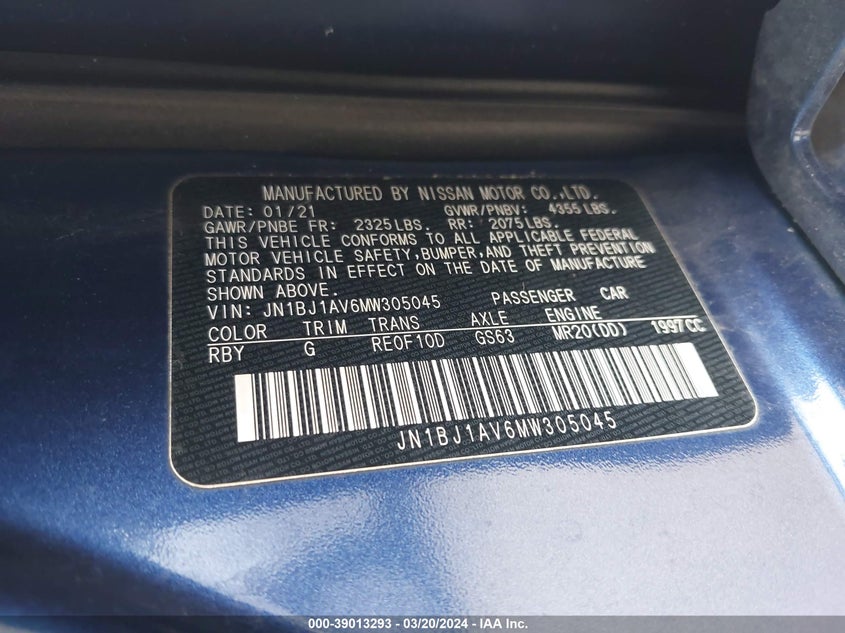 MANUFACTURED BY NISSAN MOTOR CO.,LTD.
DATE: 01/21 GVWR/PNBV: 4355 LBS.
GAWR/PNBE FR: 2325 LBS. RR: 2075 LBS.
THIS VEHICLE CONFORMS TO ALL APPLICABLE FEDERAL
MOTOR VEHICLE SAFETY, BUMPER, AND THEFT PREVENTION
STANDARDS IN EFFECT ON THE DATE OF MANUFACTURE
SHOWN ABOVE.
VIN: JN1BJ1AV6MW305045 PASSENGER CAR
COLOR TRIM TRANS AXLE ENGINE
RBY G RE0F10D GS63 MR20(DD) 1997CC
JN1BJ1AV6MW305045
000-39013293 - 03/20/2024 - IAA Inc.